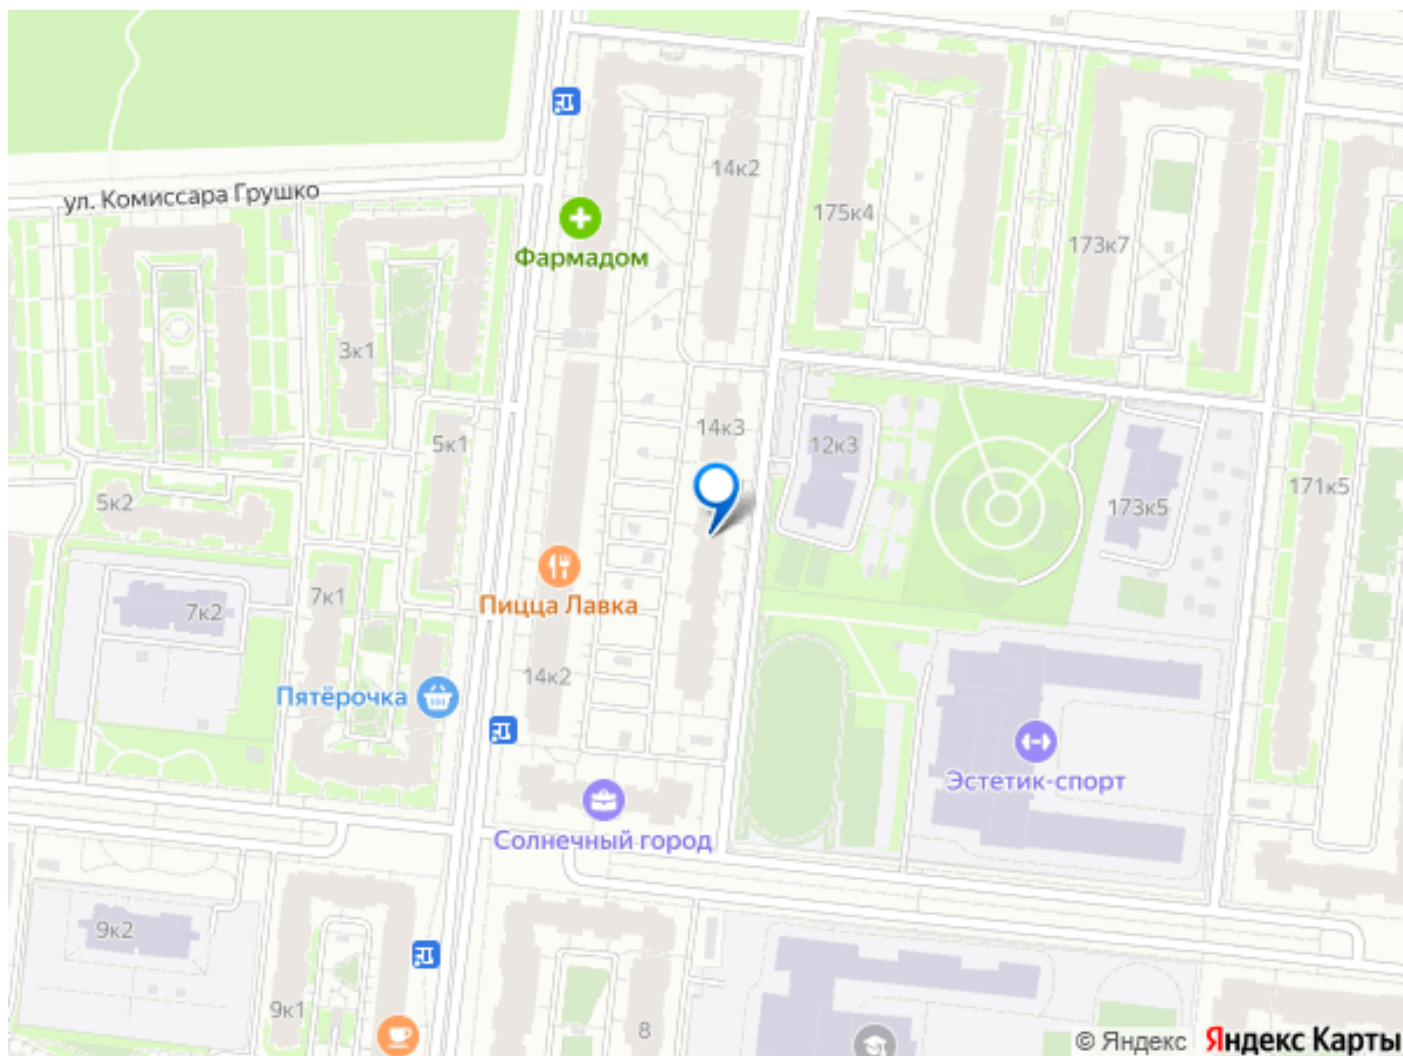 14к2
ул. Комиссара Грушко
175к4
173к7
Фармадом
3к1
14к3
5к1
12к3
171к5
5к2
173к5
Пицца Лавка
7к1
7к2
14к2
Пятёрочка
Эстетик-спорт
Солнечный город
9к2
9к1
8
© Яндекс Яндекс Карты